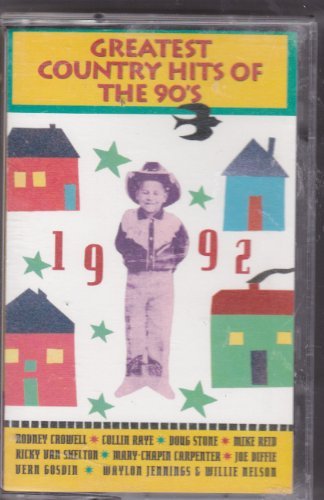 GREATEST
COUNTRY HITS OF
THE 90'S
1992
RODNEY CROWELL ★ COLLIN RAYE ★ DOUG STONE ★ MIKE REID
RICKY VAN SHELTON ★ MARY-CHAPIN CARPENTER ★ JOE DIFFIE
VERN GOSDIN ★ WAYLON JENNINGS & WILLIE NELSON